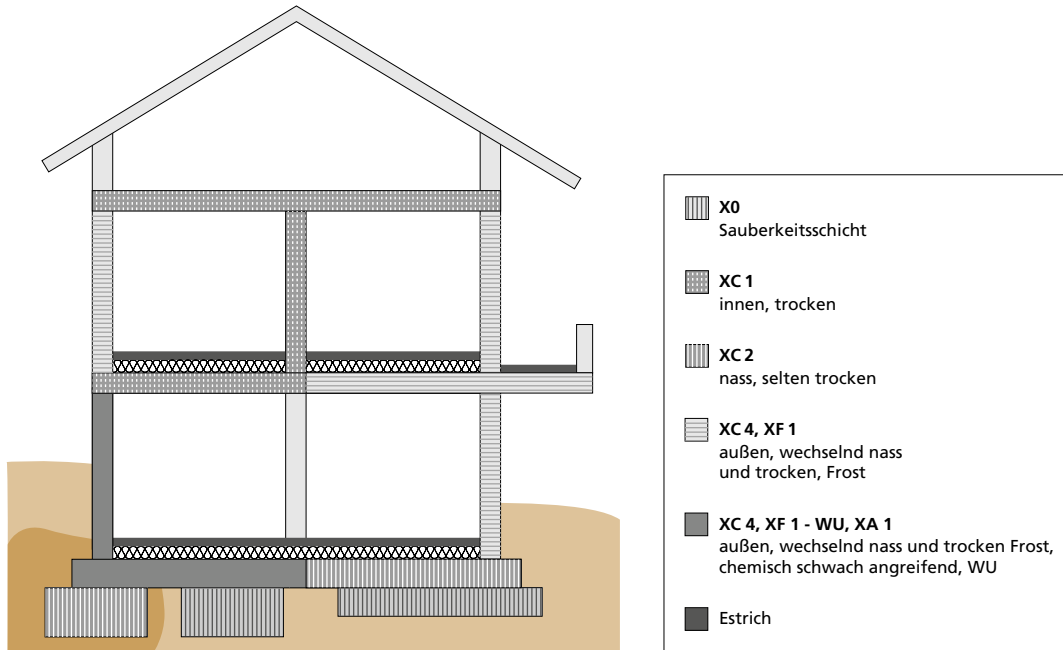 X0
Sauberkeitsschicht
XC 1
innen, trocken
XC 2
nass, selten trocken
XC 4, XF 1
außen, wechselnd nass
und trocken, Frost
XC 4, XF 1 - WU, XA 1
außen, wechselnd nass und trocken Frost,
chemisch schwach angreifend, WU
Estrich